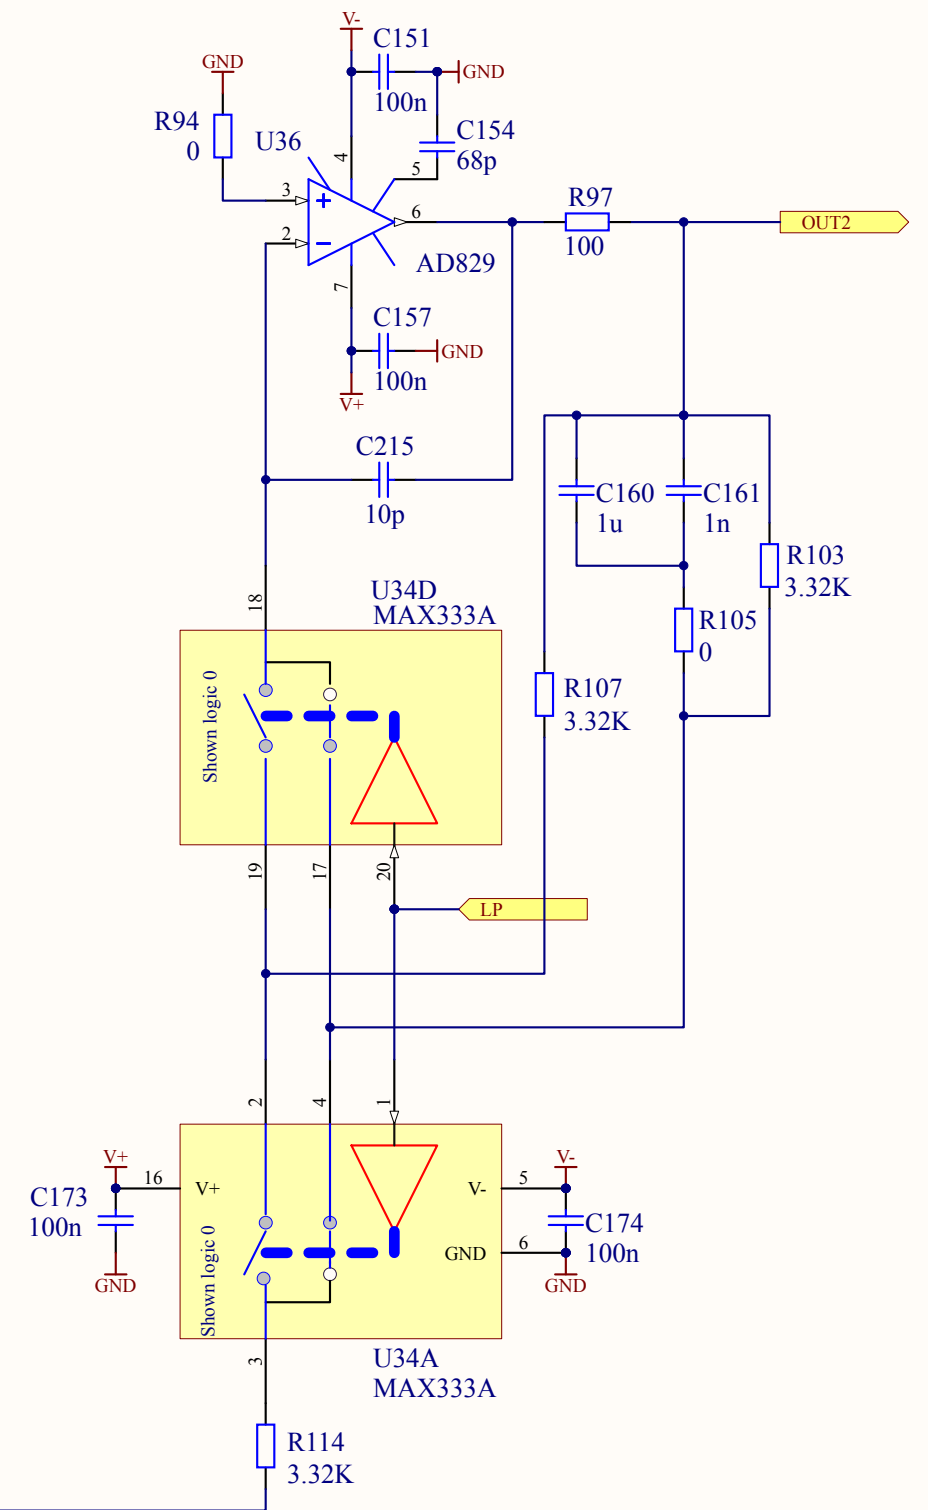 V-
C151
GND
GND
100n
R94
0
U36
4
C154
68p
5
3
+
2
-
6
R97
100
OUT2
AD829
7
C157
GND
100n
V+
C215
10p
C160
1u
C161
1n
R103
3.32K
18
U34D
MAX333A
R105
0
Shown logic 0
R107
3.32K
19
17
20
LP
2
4
1
V+
16
V+
C173
100n
GND
V-
5
V-
C174
100n
GND
6
GND
Shown logic 0
3
U34A
MAX333A
R114
3.32K